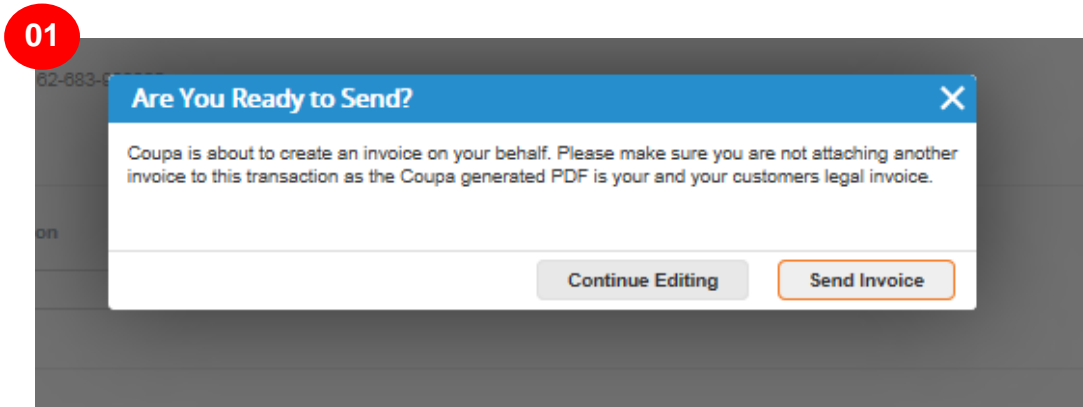 01
Are You Ready to Send?
Coupa is about to create an invoice on your behalf. Please make sure you are not attaching another
invoice to this transaction as the Coupa generated PDF is your and your customers legal invoice.
on
Continue Editing
Send Invoice